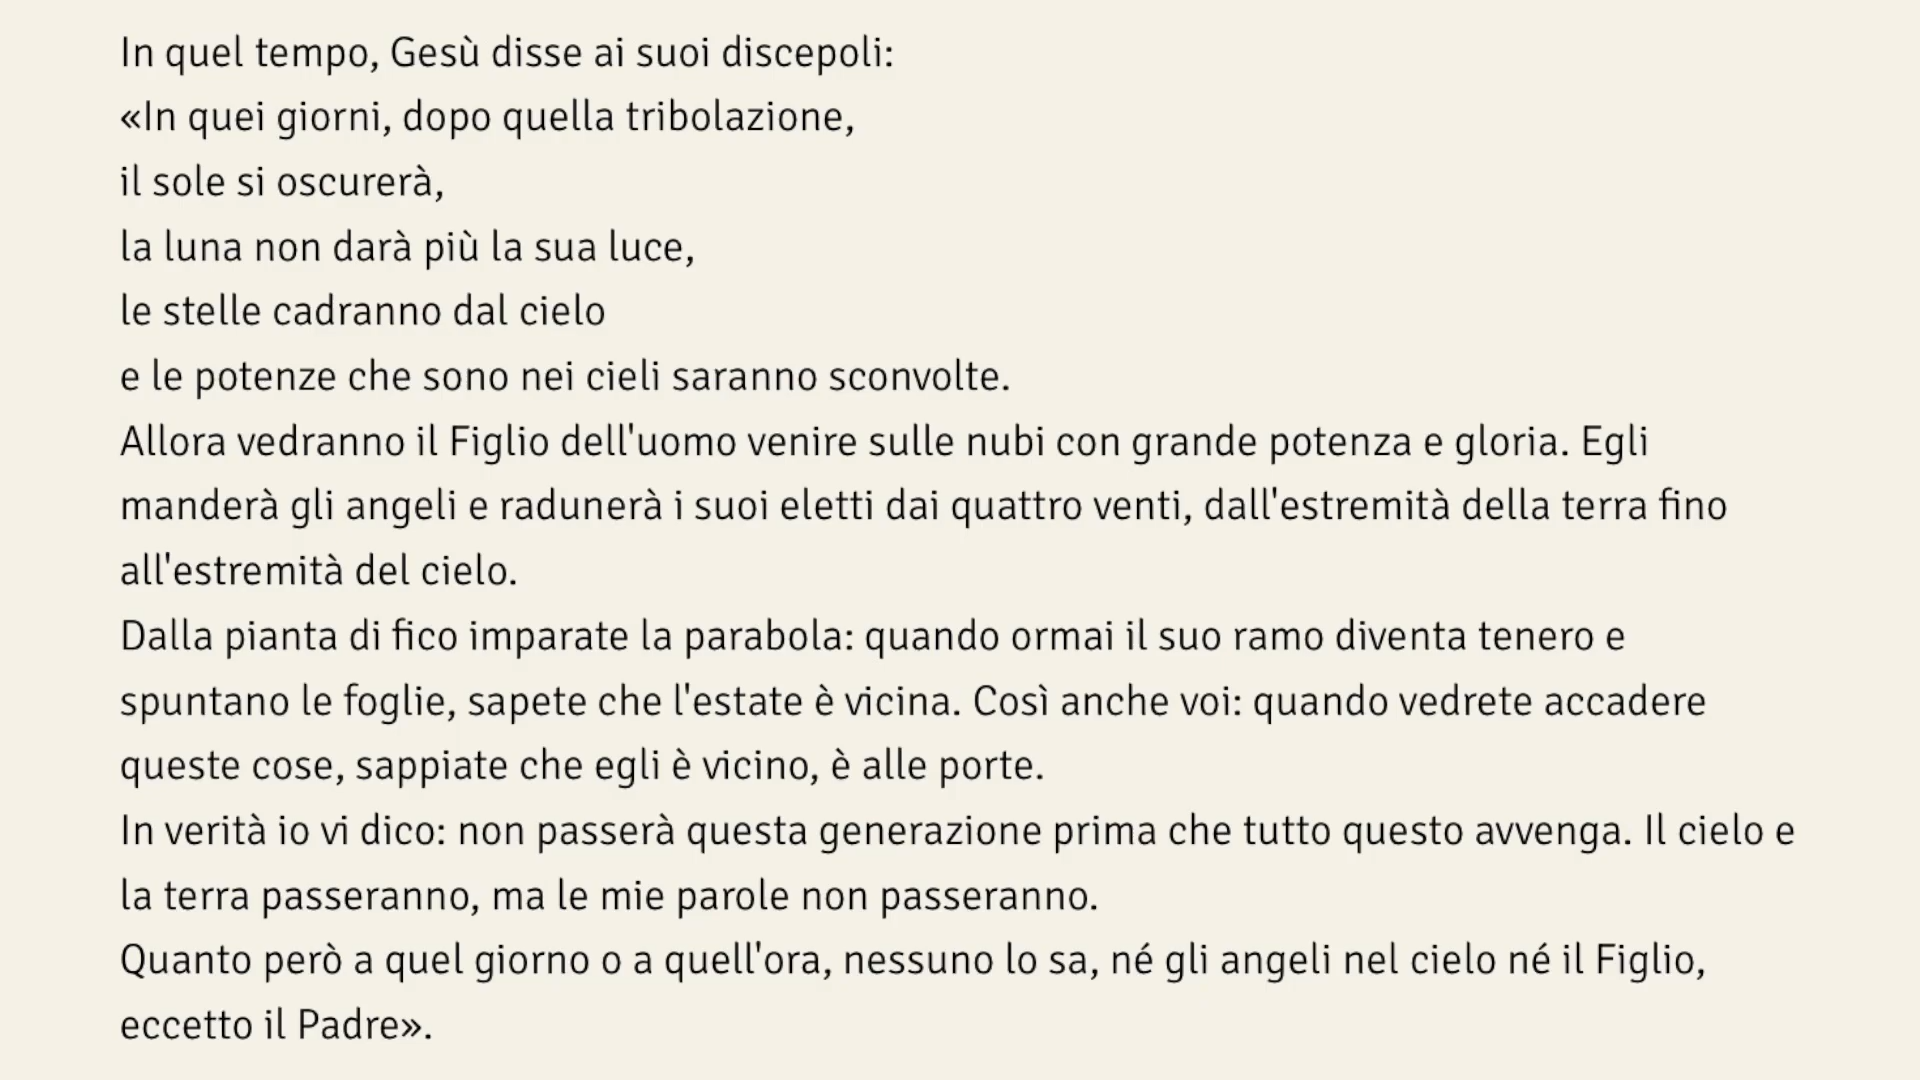 In quel tempo, Gesù disse ai suoi discepoli:
«In quei giorni, dopo quella tribolazione,
il sole si oscurerà,
la luna non darà più la sua luce,
le stelle cadranno dal cielo
e le potenze che sono nei cieli saranno sconvolte.
Allora vedranno il Figlio dell'uomo venire sulle nubi con grande potenza e gloria. Egli
manderà gli angeli e radunerà i suoi eletti dai quattro venti, dall'estremità della terra fino
all'estremità del cielo.
Dalla pianta di fico imparate la parabola: quando ormai il suo ramo diventa tenero e
spuntano le foglie, sapete che l'estate è vicina. Così anche voi: quando vedrete accadere
queste cose, sappiate che egli è vicino, è alle porte.
In verità io vi dico: non passerà questa generazione prima che tutto questo avvenga. Il cielo e
la terra passeranno, ma le mie parole non passeranno.
Quanto però a quel giorno o a quell'ora, nessuno lo sa, né gli angeli nel cielo né il Figlio,
eccetto il Padre».